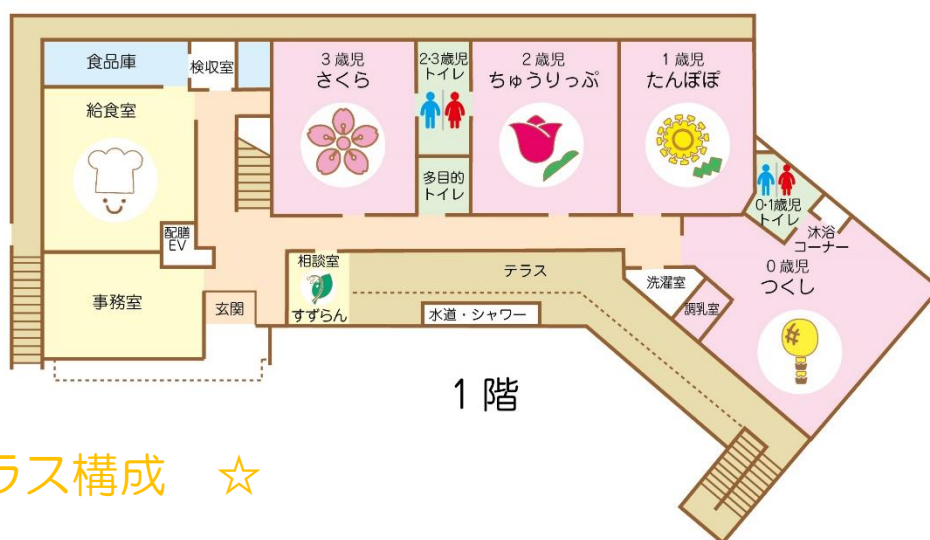 食品庫
検収室
給食室
配膳
EV
事務室
玄関
3歳児
さくら
2・3歳児
トイレ
多目的
トイレ
2歳児
ちゅうりっぷ
1歳児
たんぽぽ
0・1歳児
トイレ
沐浴
コーナー
0歳児
つくし
洗濯室
調乳室
相談室
すずらん
テラス
水道・シャワー
1階
ラス構成 ☆